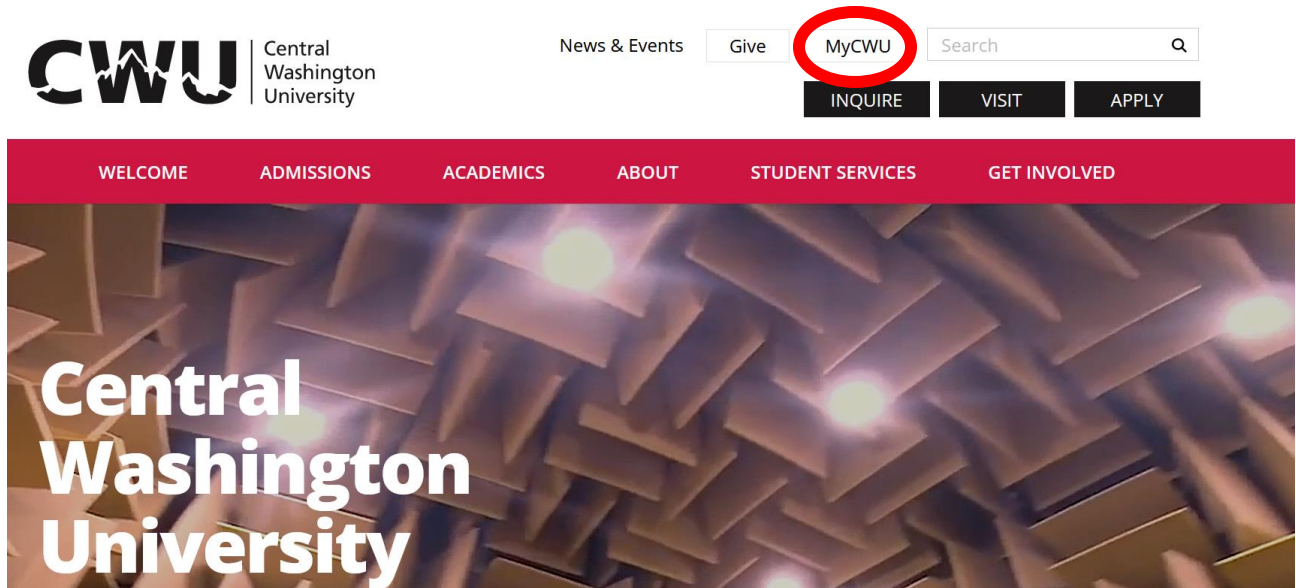 CWU
Central
Washington
University
News & Events Give MyCWU Search
INQUIRE VISIT APPLY
WELCOME ADMISSIONS ACADEMICS ABOUT STUDENT SERVICES GET INVOLVED
Central
Washington
University